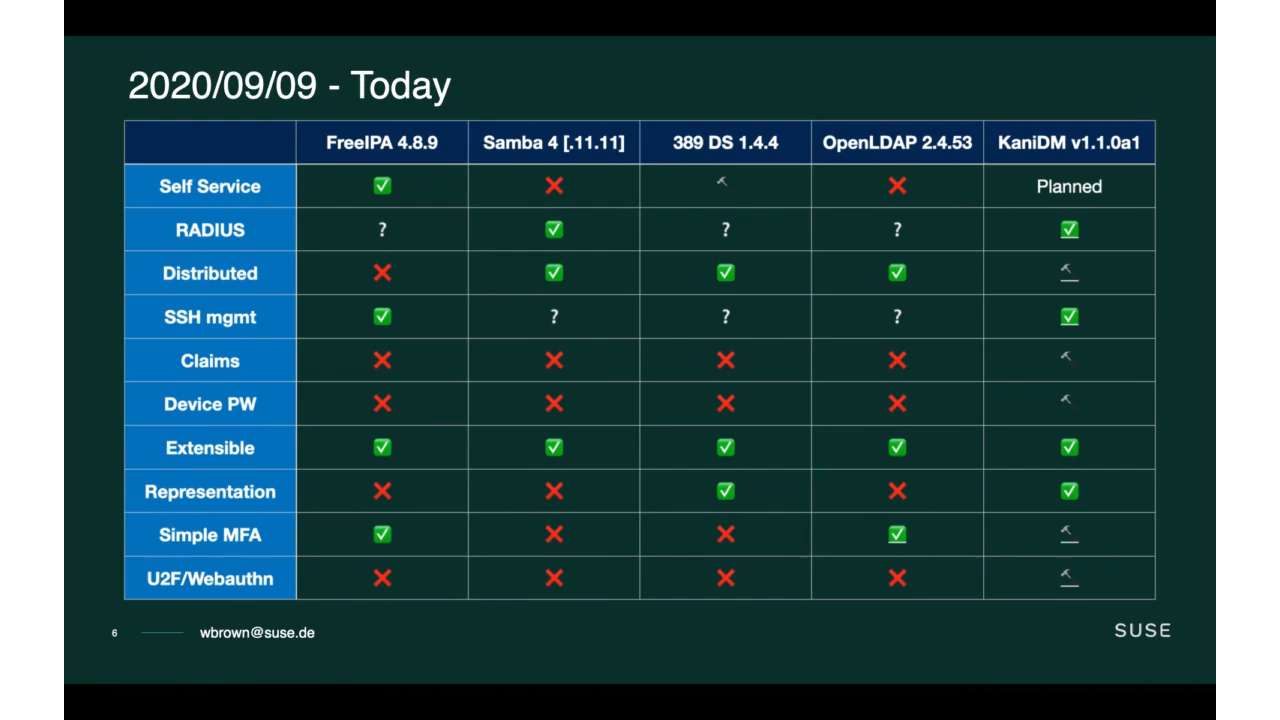 2020/09/09 - Today
FreeIPA 4.8.9 Samba 4 [.11.11] 389 DS 1.4.4 OpenLDAP 2.4.53 KaniDM v1.1.0a1
Self Service ✅ ❌ 🔨 ❌ Planned
RADIUS ? ✅ ? ? ✅
Distributed ❌ ✅ ✅ ✅ 🔨
SSH mgmt ✅ ? ? ? ✅
Claims ❌ ❌ ❌ ❌ 🔨
Device PW ❌ ❌ ❌ ❌ 🔨
Extensible ✅ ✅ ✅ ✅ ✅
Representation ❌ ❌ ✅ ❌ ✅
Simple MFA ✅ ❌ ❌ ✅ 🔨
U2F/Webauthn ❌ ❌ ❌ ❌ 🔨
6 wbrown@suse.de SUSE